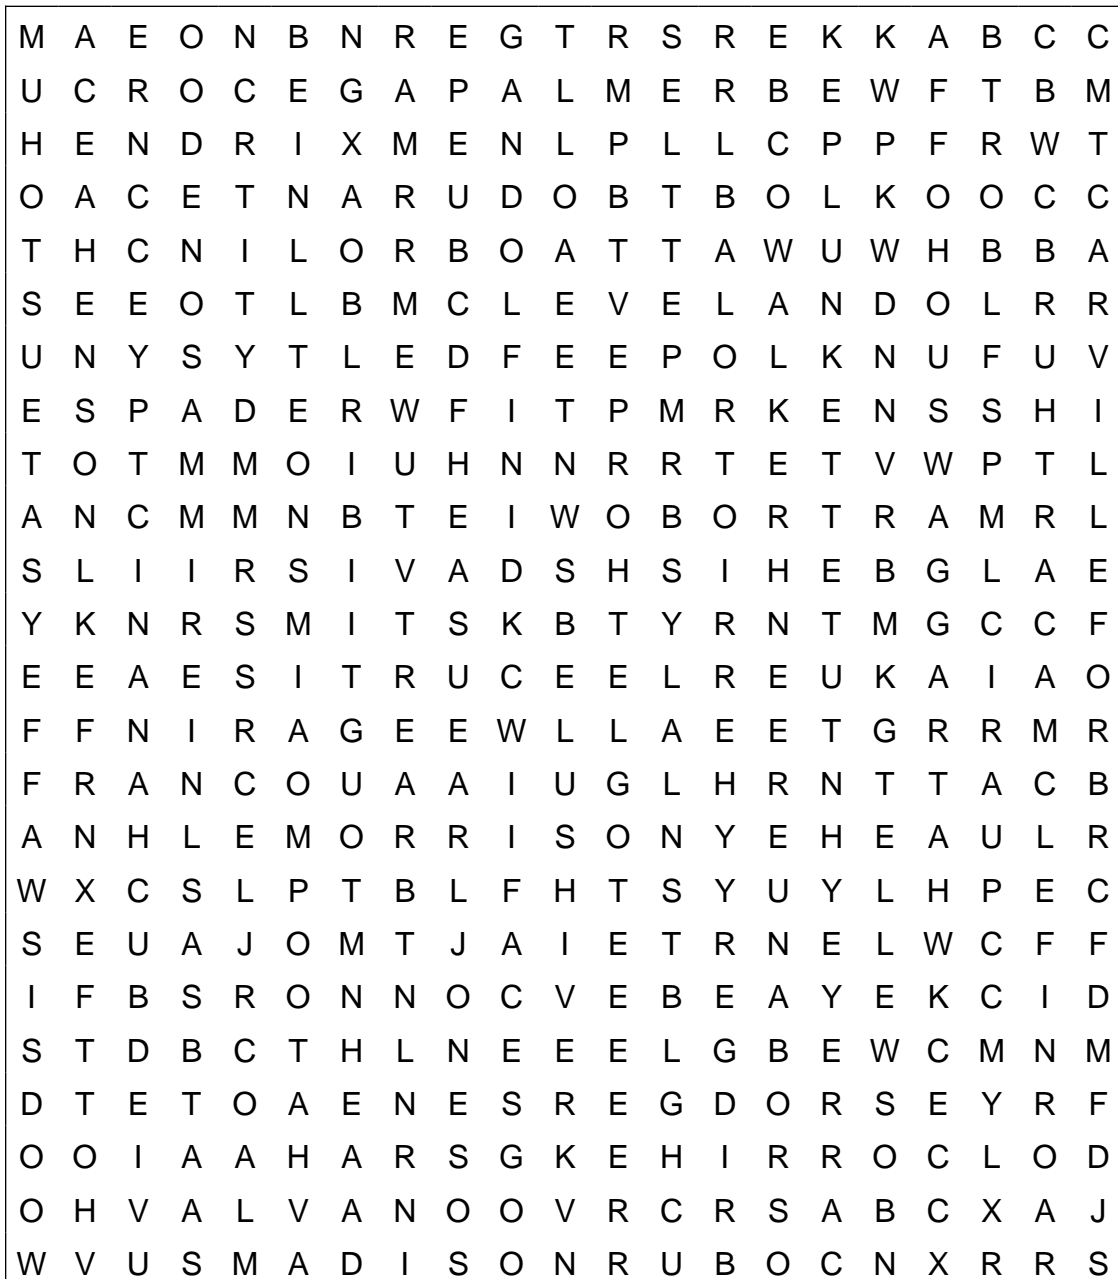 M A E O N B N R E G T R S R E K K A B C C
U C R O C E G A P A L M E R B E W F T B M
H E N D R I X M E N L P L L C P P F R W T
O A C E T N A R U D O B T B O L K O O C C
T H C N I L O R B O A T T A W U W H B B A
S E E O T L B M C L E V E L A N D O L R R
U N Y S Y T L E D F E E P O L K N U F U V
E S P A D E R W F I T P M R K E N S S H I
T O T M M O I U H N N R R T E T V W P T L
A N C M M N B T E I W O B O R T R A M R L
S L I I R S I V A D S H S I H E B G L A E
Y K N R S M I T S K B T Y R N T M G C C F
E E A E S I T R U C E E L R E U K A I A O
F F N I R A G E E W L L A E E T G R R M R
F R A N C O U A A I U G L H R N T T A C B
A N H L E M O R R I S O N Y E H E A U L R
W X C S L P T B L F H T S Y U Y L H P E C
S E U A J O M T J A I E T R N E L W C F F
I F B S R O N N O C V E B E A Y E K C I D
S T D B C T H L N E E E L G B E W C M N M
D T E T O A E N E S R E G D O R S E Y R F
O O I A A H A R S G K E H I R R O C L O D
O H V A L V A N O O V R C R S A B C X A J
W V U S M A D I S O N R U B O C N X R R S